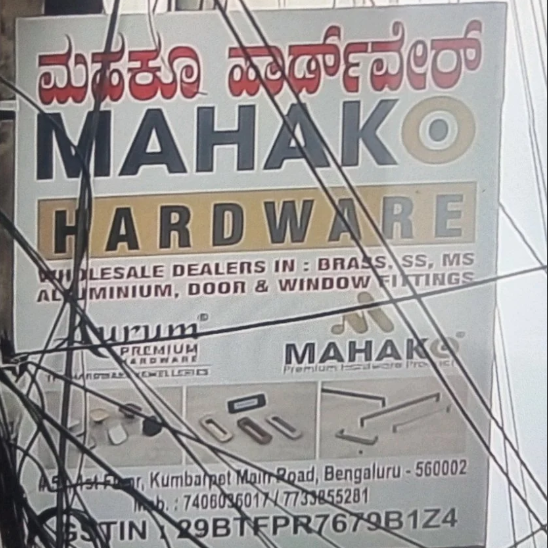 ಮಹಕೂ ಹಾರ್ಡ್‌ವೇರ್
MAHAKO
HARDWARE
WHOLESALE DEALERS IN : BRASS, SS, MS
ALUMINIUM, DOOR & WINDOW FITTINGS
Aurum®
PREMIUM
HARDWARE
MAHAKO
Premium Hardware Product
1st Floor, Kumbarpet Main Road, Bengaluru - 560002
Mob. : 7406036017 / 7733855281
GSTIN : 29BTFPR7679B1Z4